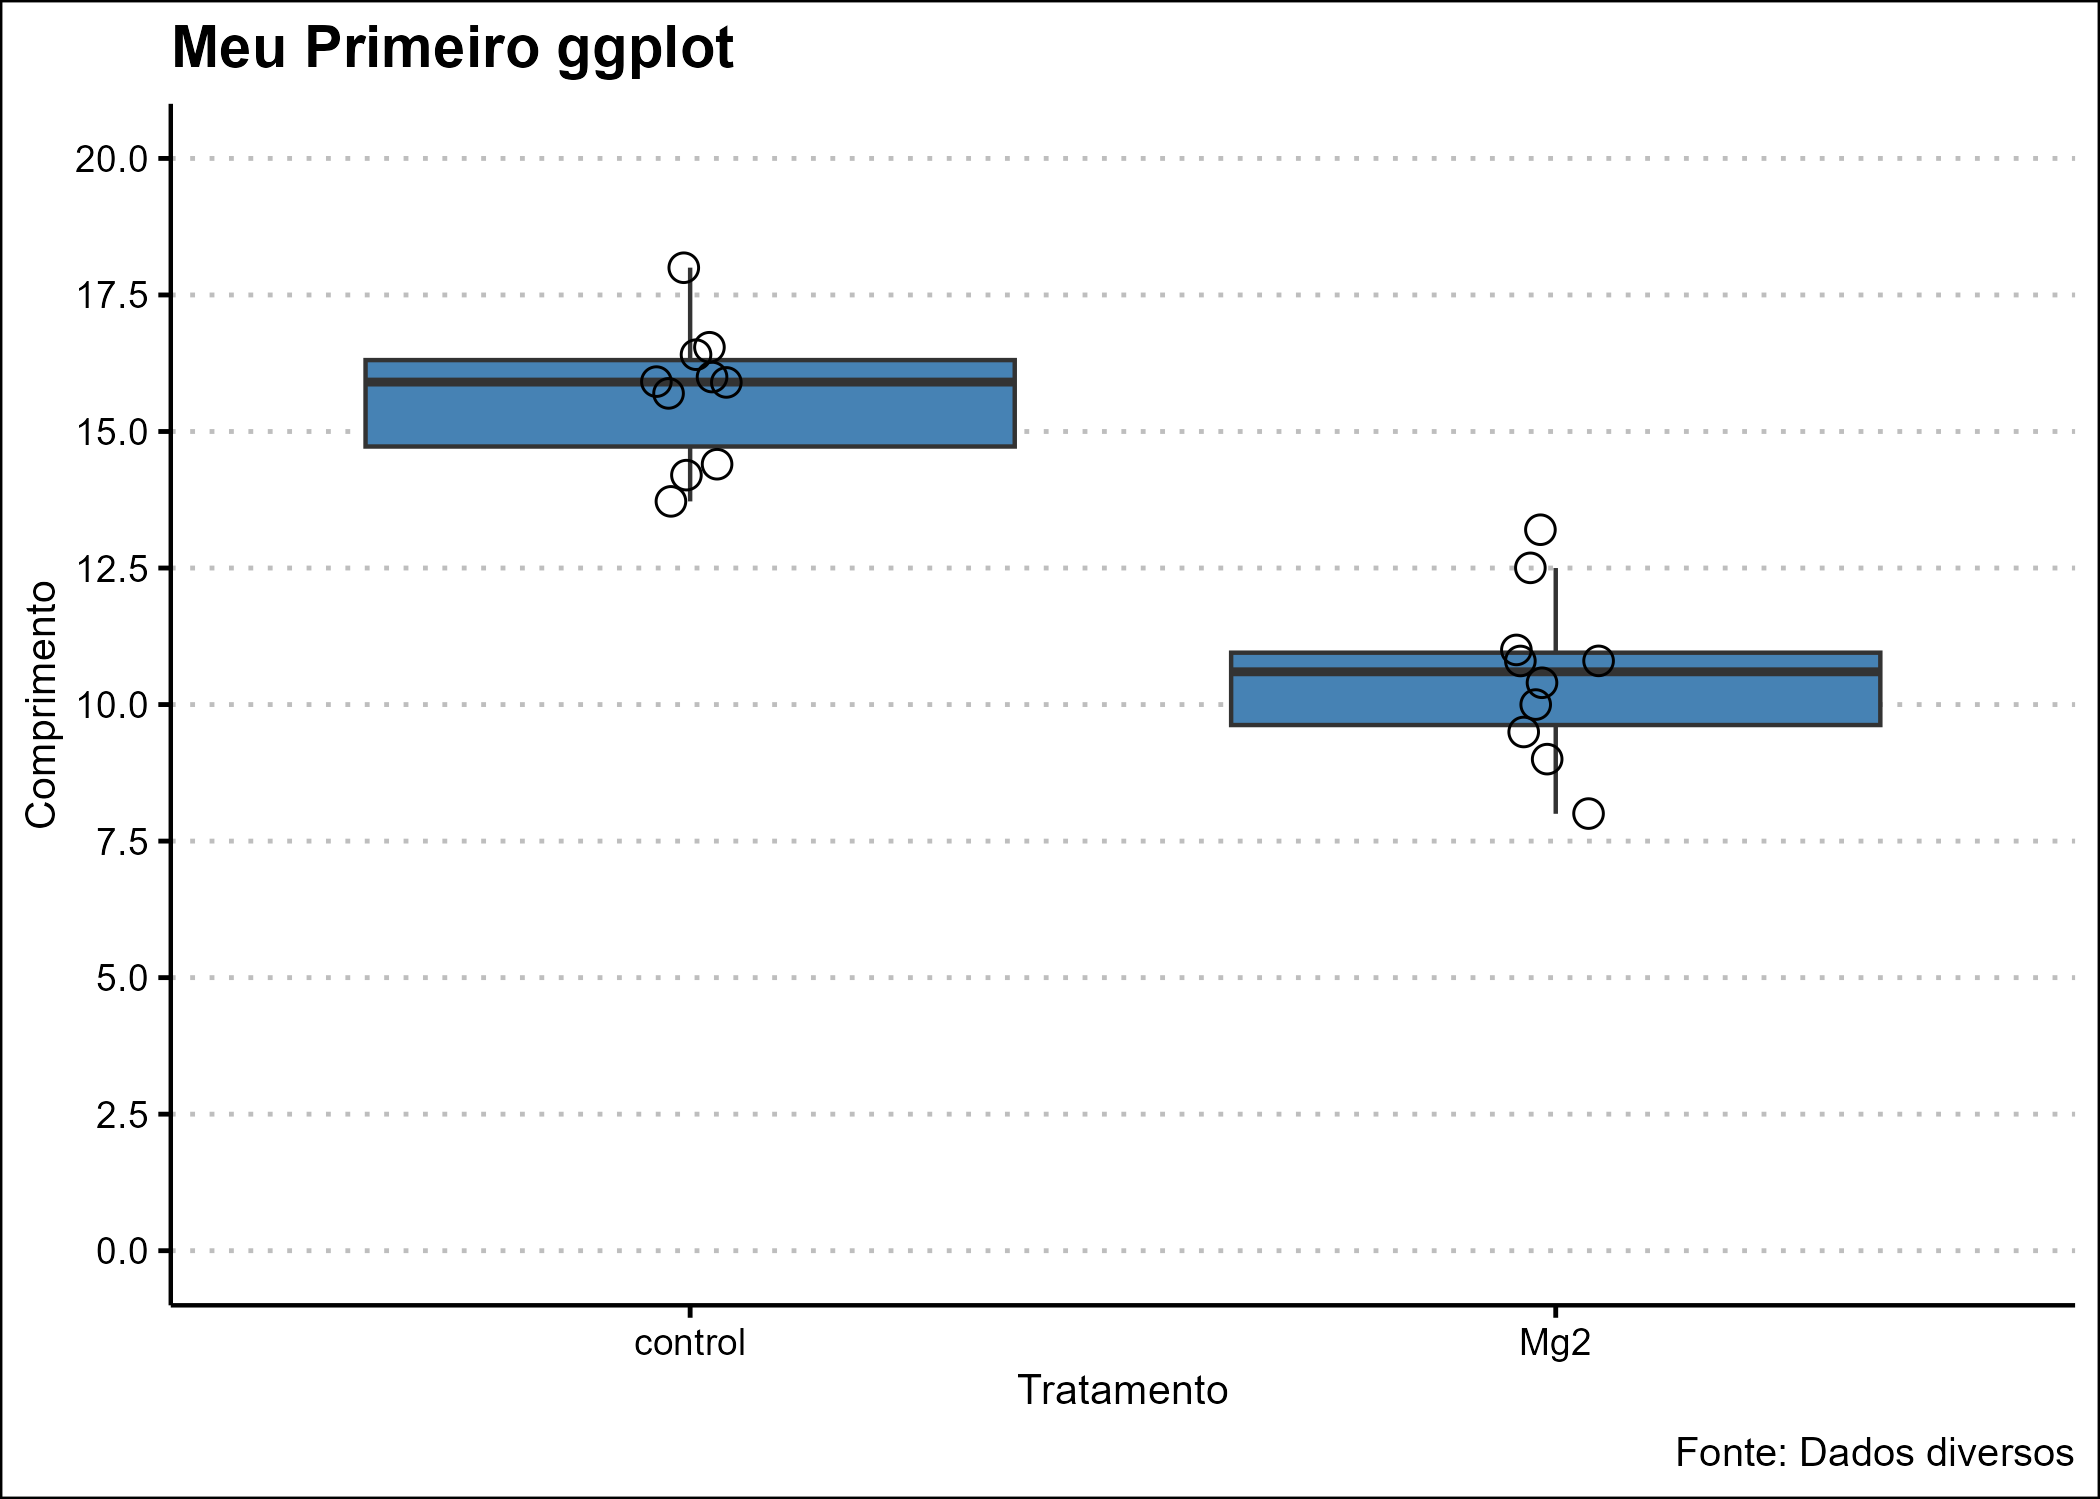 Meu Primeiro ggplot
20.0
17.5
15.0
12.5
10.0
7.5
5.0
2.5
0.0
Comprimento
control
Mg2
Tratamento
Fonte: Dados diversos